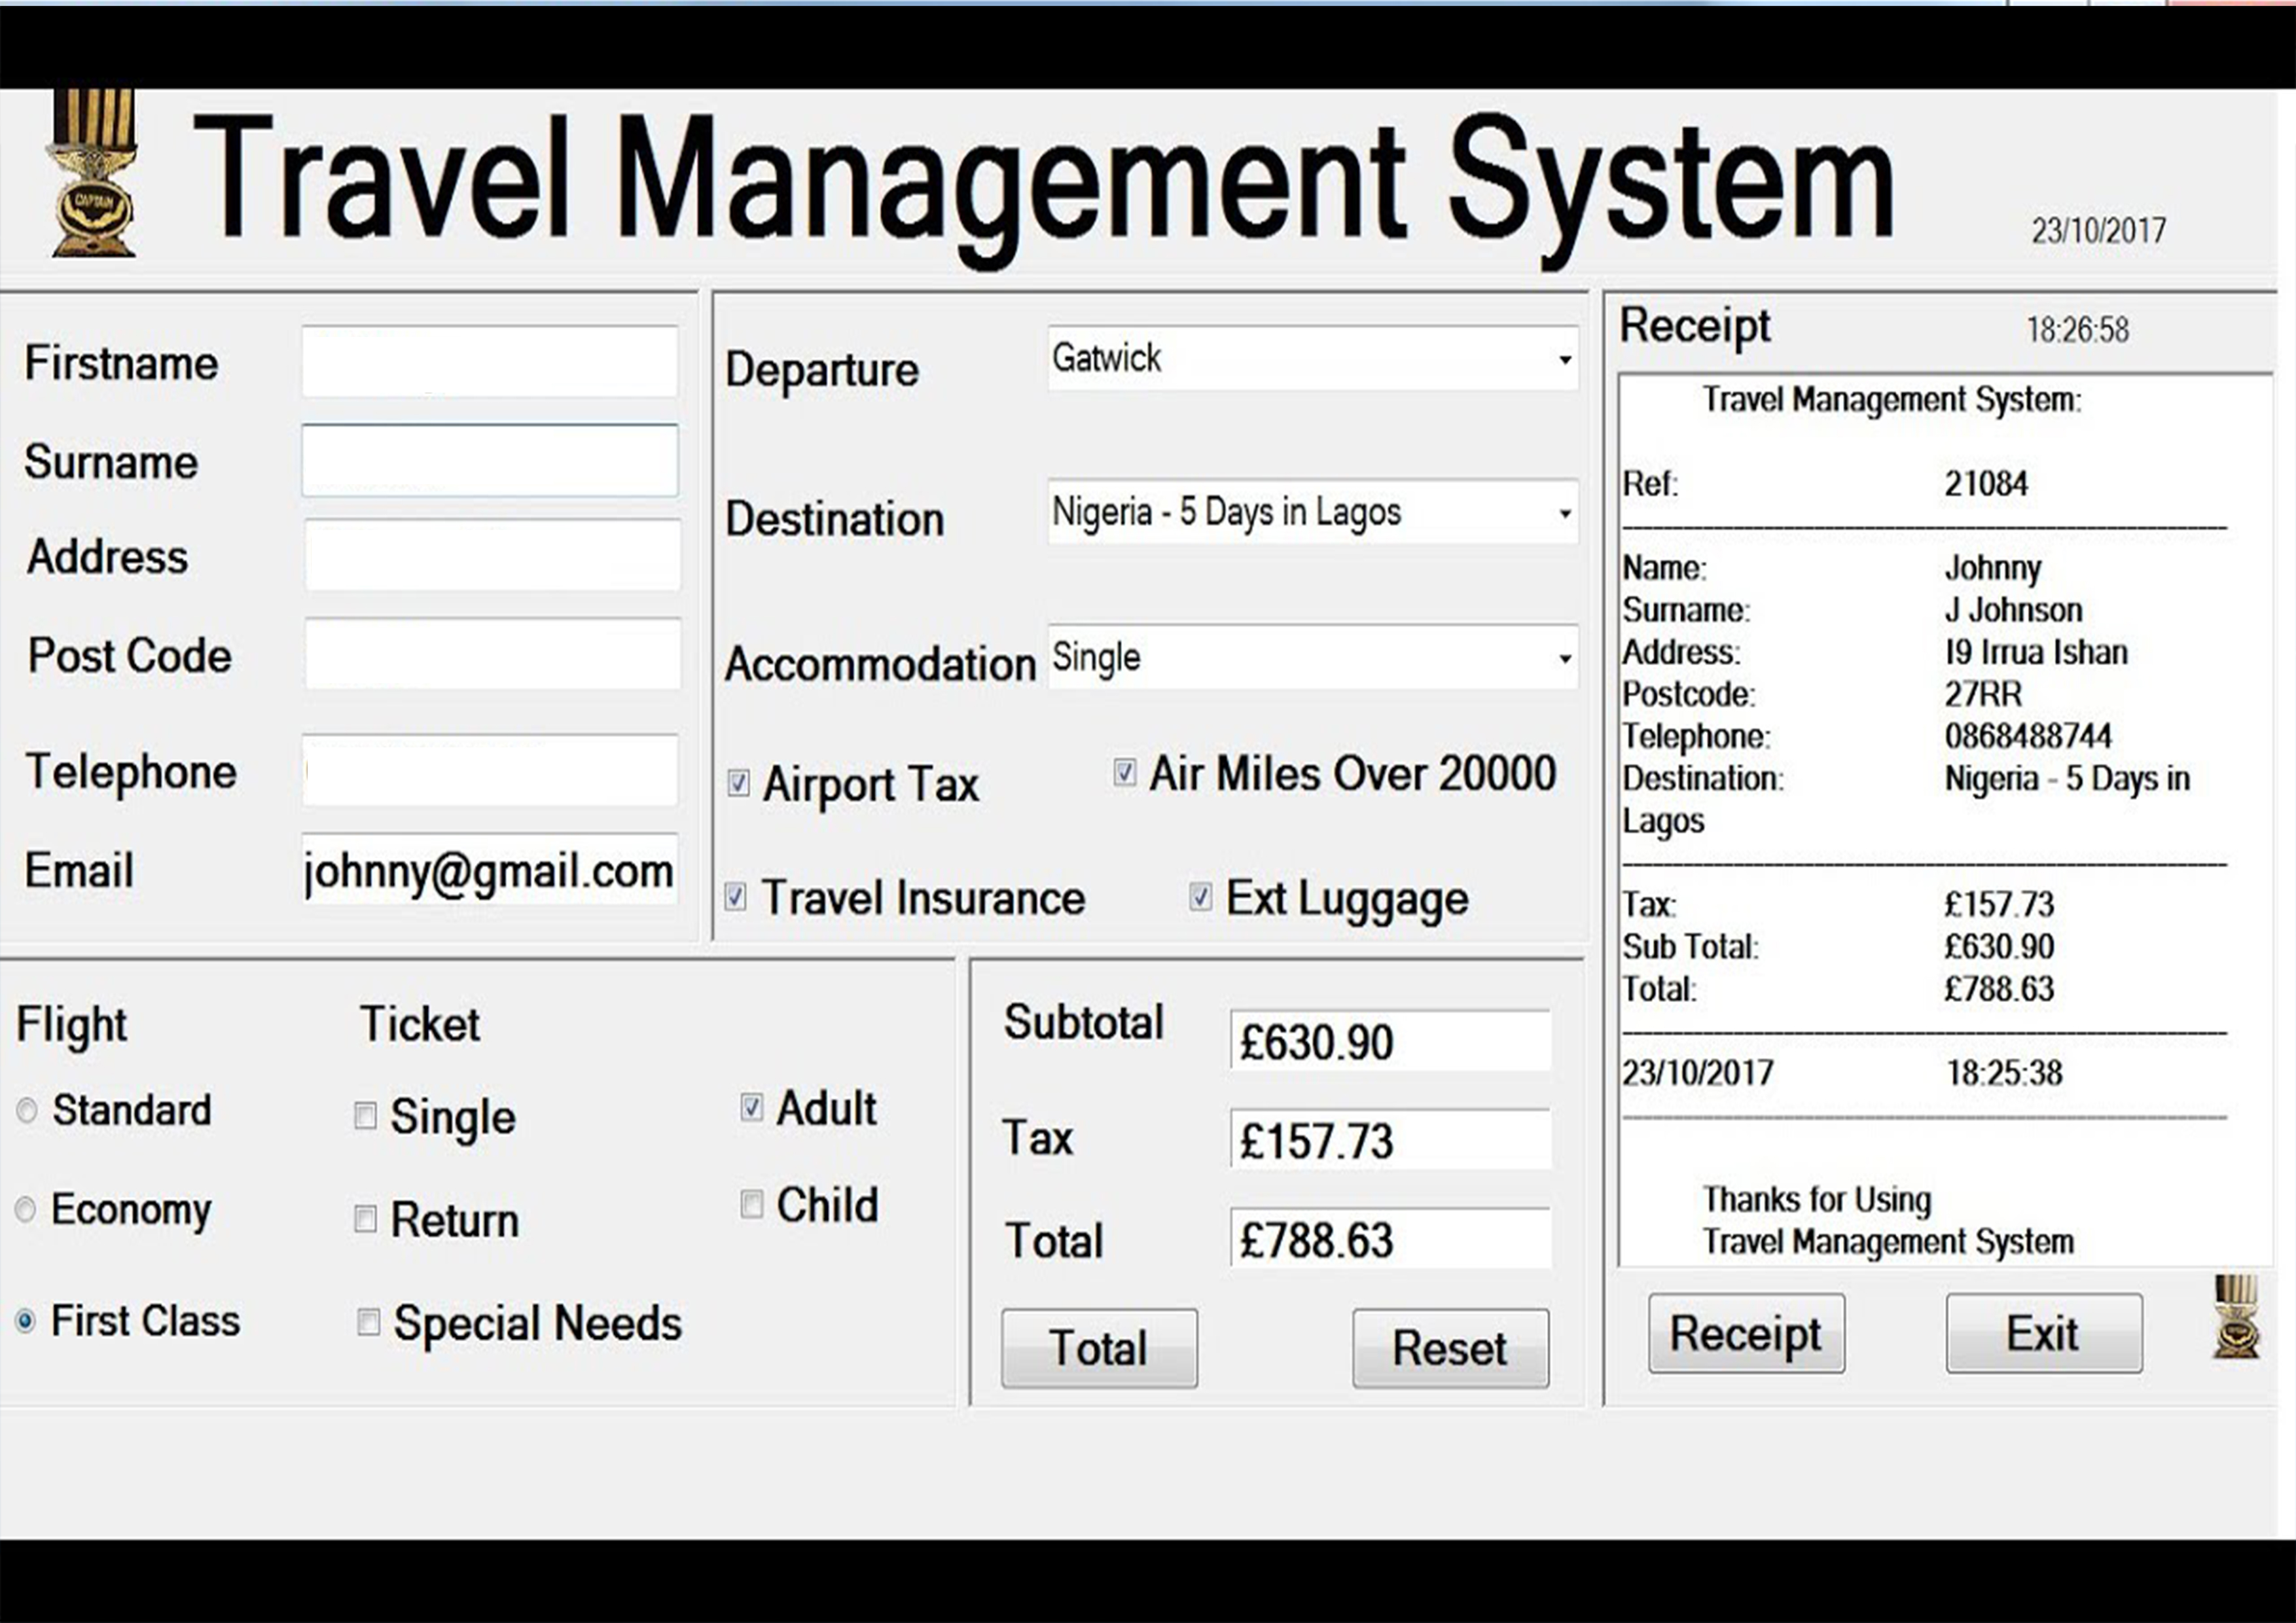 Travel Management System
23/10/2017
CAPTAIN
Firstname
Surname
Address
Post Code
Telephone
Email johnny@gmail.com
Departure Gatwick
Destination Nigeria - 5 Days in Lagos
Accommodation Single
Airport Tax Air Miles Over 20000
Travel Insurance Ext Luggage
Flight Ticket
Standard Single Adult
Economy Return Child
First Class Special Needs
Subtotal £630.90
Tax £157.73
Total £788.63
Total Reset
Receipt 18:26:58
Travel Management System:
Ref: 21084
Name: Johnny
Surname: J Johnson
Address: I9 Irrua Ishan
Postcode: 27RR
Telephone: 0868488744
Destination: Nigeria - 5 Days in
Lagos
Tax: £157.73
Sub Total: £630.90
Total: £788.63
23/10/2017 18:25:38
Thanks for Using
Travel Management System
Receipt Exit